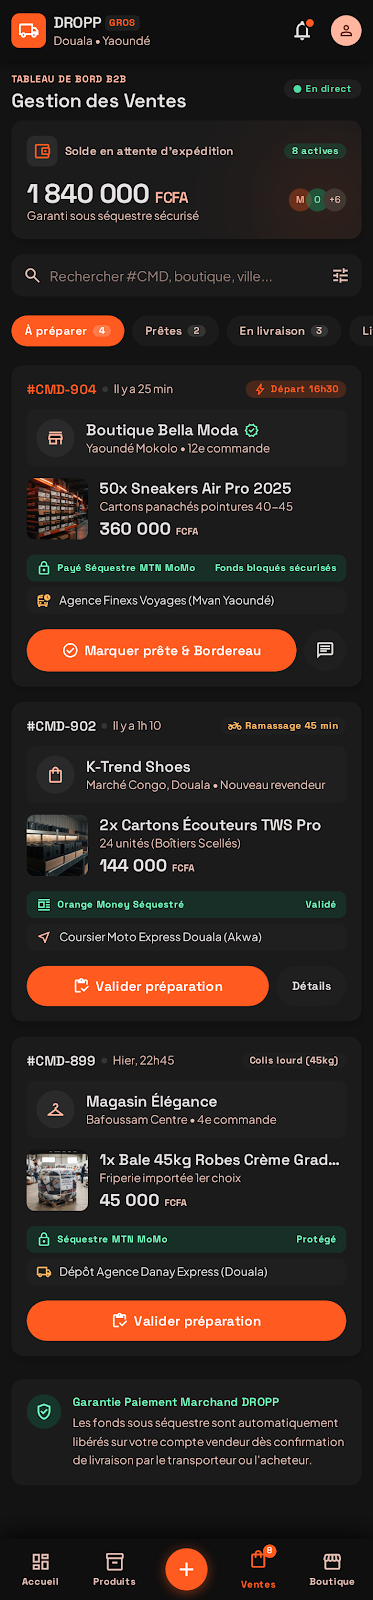 DROPP GROS
Douala • Yaoundé
TABLEAU DE BORD B2B
Gestion des Ventes
En direct
Solde en attente d'expédition
8 actives
1 840 000 FCFA
Garanti sous séquestre sécurisé
M O +6
Rechercher #CMD, boutique, ville...
À préparer 4
Prêtes 2
En livraison 3
Li
#CMD-904 • Il y a 25 min
Départ 16h30
Boutique Bella Moda
Yaoundé Mokolo • 12e commande
50x Sneakers Air Pro 2025
Cartons panachés pointures 40–45
360 000 FCFA
Payé Séquestre MTN MoMo
Fonds bloqués sécurisés
Agence Finexs Voyages (Mvan Yaoundé)
Marquer prête & Bordereau
#CMD-902 • Il y a 1h 10
Ramassage 45 min
K-Trend Shoes
Marché Congo, Douala • Nouveau revendeur
2x Cartons Écouteurs TWS Pro
24 unités (Boîtiers Scellés)
144 000 FCFA
Orange Money Séquestré
Validé
Coursier Moto Express Douala (Akwa)
Valider préparation
Détails
#CMD-899 • Hier, 22h45
Colis lourd (45kg)
Magasin Élégance
Bafoussam Centre • 4e commande
1x Bale 45kg Robes Crème Grad...
Friperie importée 1er choix
45 000 FCFA
Séquestre MTN MoMo
Protégé
Dépôt Agence Danay Express (Douala)
Valider préparation
Garantie Paiement Marchand DROPP
Les fonds sous séquestre sont automatiquement
libérés sur votre compte vendeur dès confirmation
de livraison par le transporteur ou l'acheteur.
8
Accueil
Produits
Ventes
Boutique